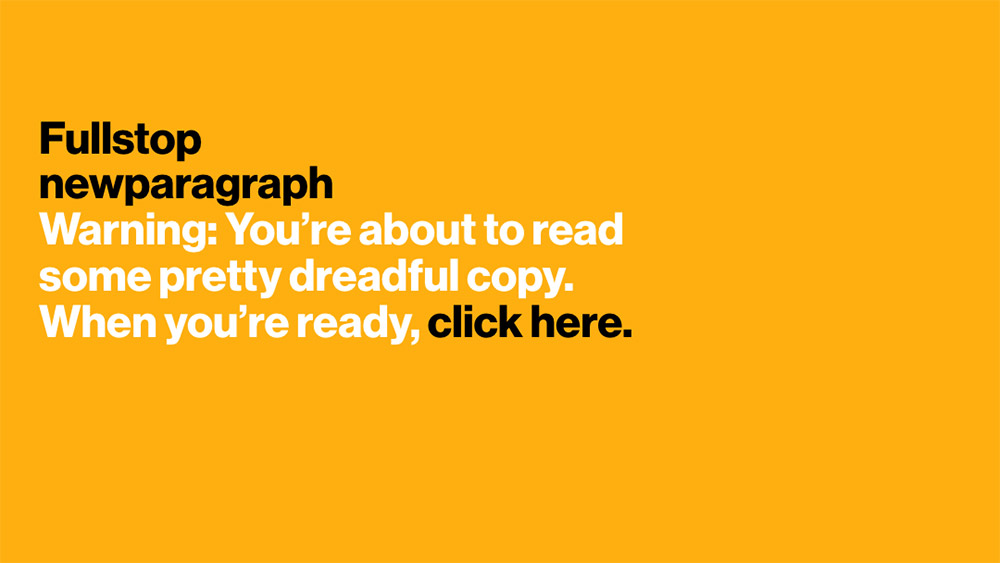 Fullstop
newparagraph
Warning: You’re about to read
some pretty dreadful copy.
When you’re ready, click here.